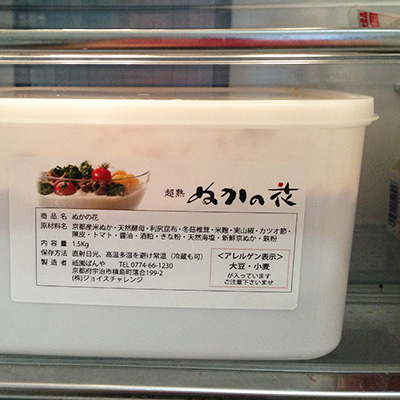 超熟 ぬかの花
商品名 ぬかの花
原材料名 京都産米ぬか・天然酵母・利尻昆布・冬菇椎茸・米麹・実山椒・カツオ節・
陳皮・トマト・醤油・酒粕・きな粉・天然海塩・新鮮京ぬか・鉄粉
内容量 1.5Kg
保存方法 直射日光、高温多湿を避け常温（冷蔵も可）
製造者 祇園ばんや TEL 0774-66-1230
京都府宇治市槙島町落合199-2
(株)ジョイスチャレンジ
＜アレルゲン表示＞
大豆・小麦
が入っています
ご注意下さいませ